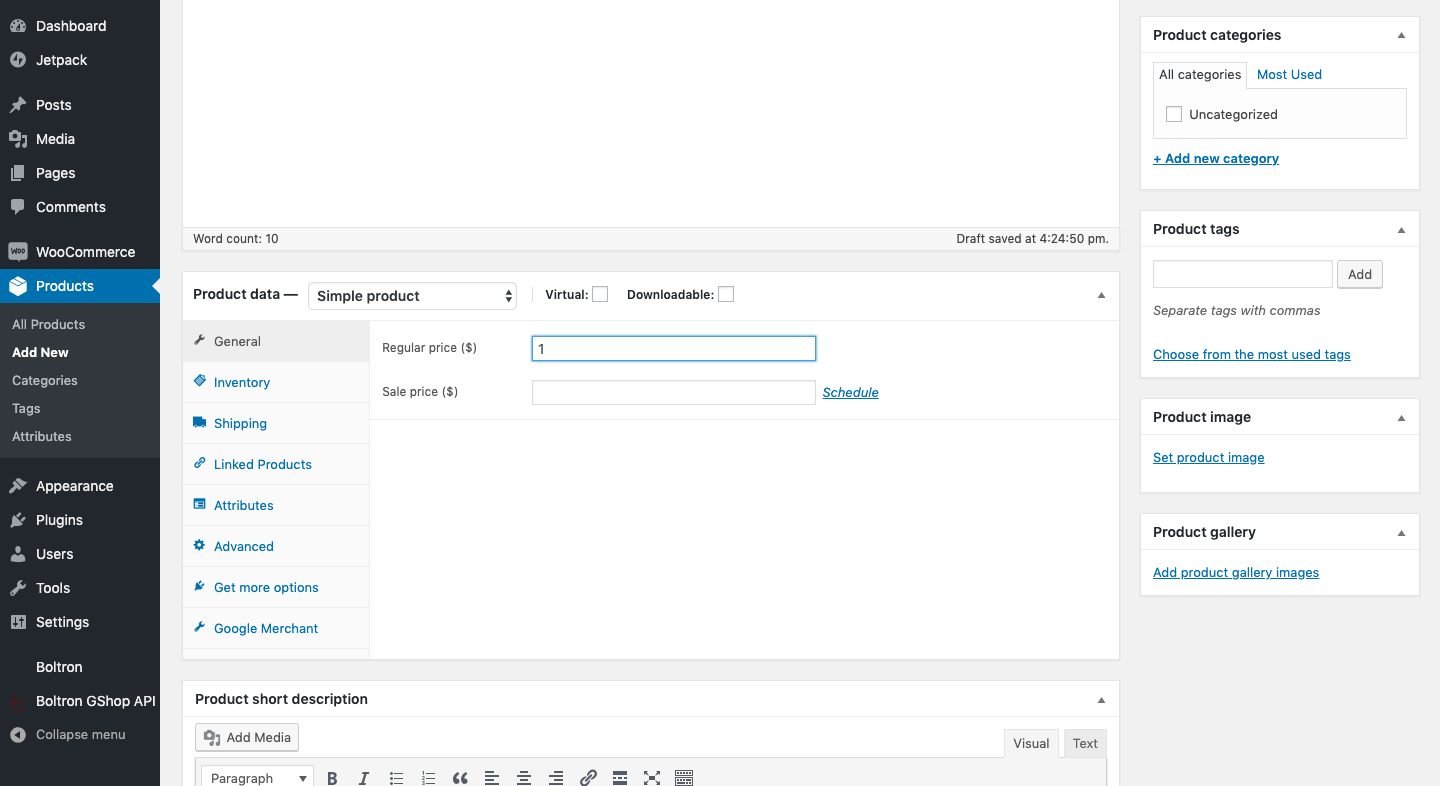 Dashboard
Jetpack
Posts
Media
Pages
Comments
WOO WooCommerce
Products
All Products
Add New
Categories
Tags
Attributes
Appearance
Plugins
Users
Tools
Settings
Boltron
Boltron GShop API
Collapse menu
Word count: 10 Draft saved at 4:24:50 pm.
Product data — Simple product Virtual: Downloadable:
General
Inventory
Shipping
Linked Products
Attributes
Advanced
Get more options
Google Merchant
Regular price ($) 1
Sale price ($) Schedule
Product short description
Add Media
Visual Text
Paragraph B I
Product categories
All categories Most Used
Uncategorized
+ Add new category
Product tags
Add
Separate tags with commas
Choose from the most used tags
Product image
Set product image
Product gallery
Add product gallery images